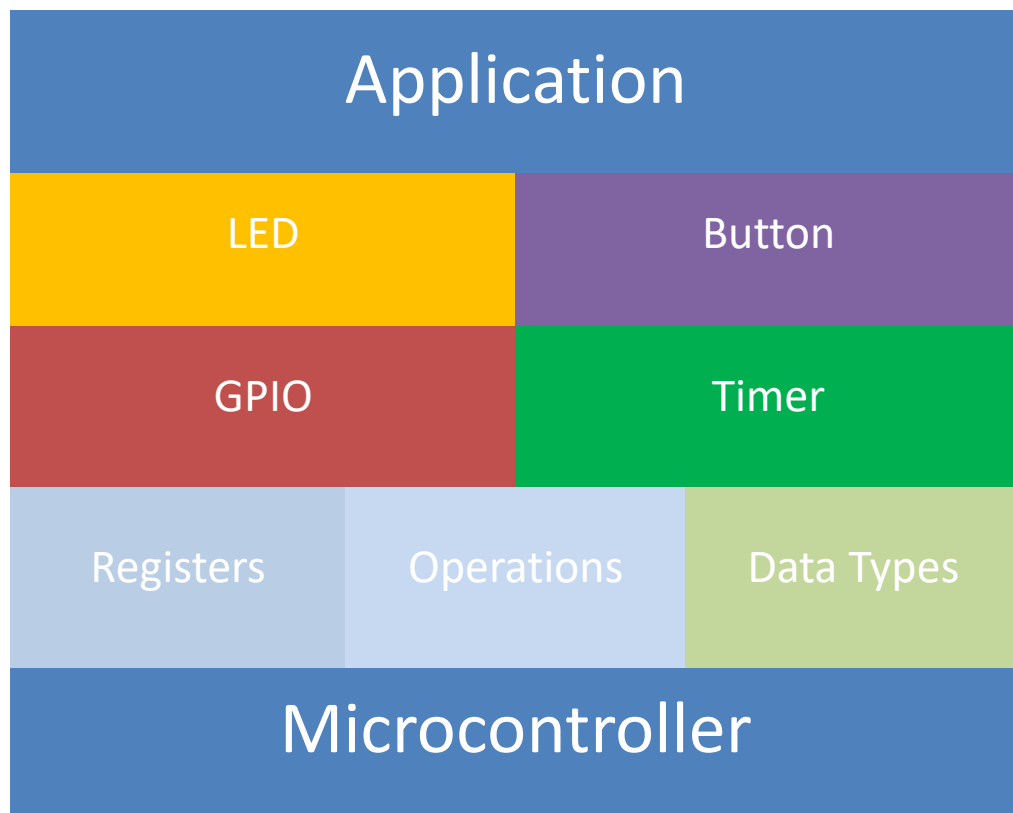 Application
LED
Button
GPIO
Timer
Registers
Operations
Data Types
Microcontroller